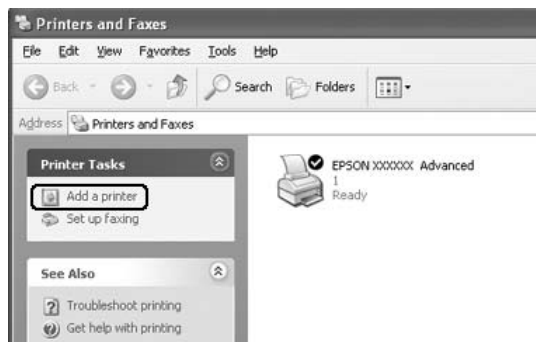 Printers and Faxes
File Edit View Favorites Tools Help
Back Search Folders
Address Printers and Faxes
Printer Tasks
Add a printer
Set up faxing
See Also
Troubleshoot printing
Get help with printing
EPSON XXXXXX Advanced
1
Ready